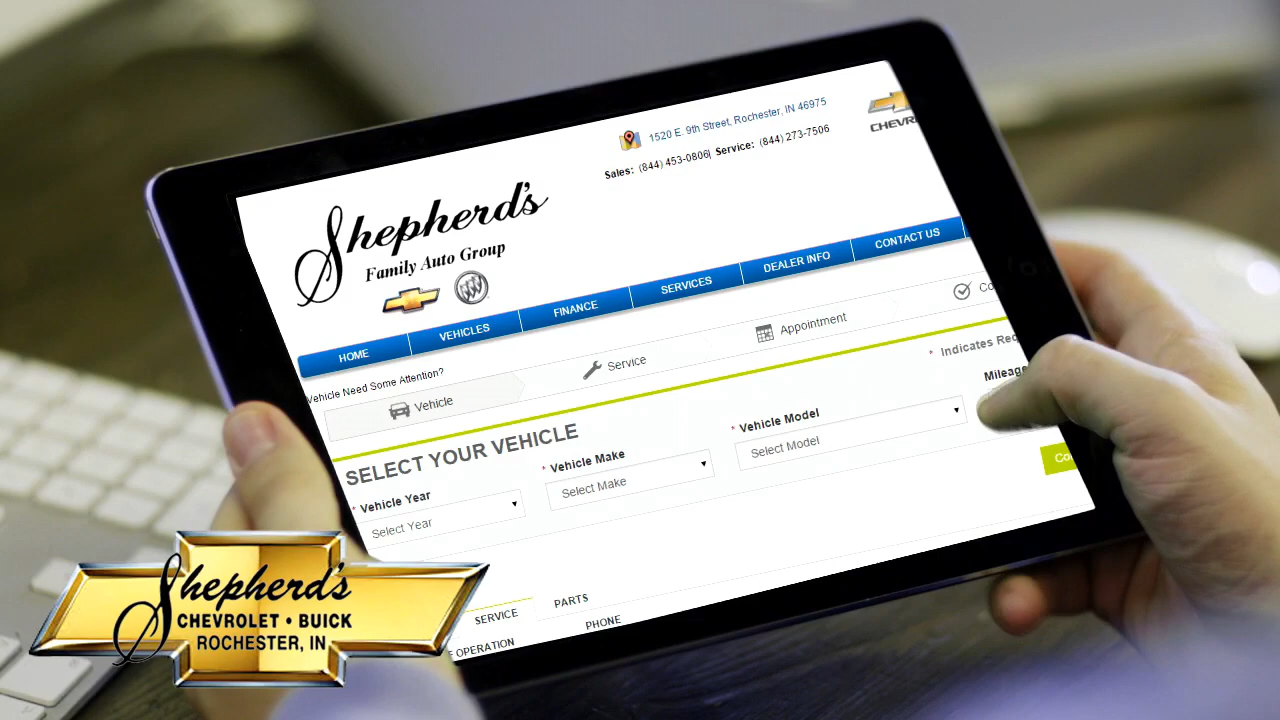 1520 E. 9th Street, Rochester, IN 46975
Sales: (844) 453-0806| Service: (844) 273-7506
CHEVR
Shepherd's
Family Auto Group
HOME
VEHICLES
FINANCE
SERVICES
DEALER INFO
CONTACT US
Vehicle Need Some Attention?
Vehicle
Service
Appointment
Co
* Indicates Req
SELECT YOUR VEHICLE
* Vehicle Year
Select Year
* Vehicle Make
Select Make
* Vehicle Model
Select Model
Mileage
Co
SERVICE
PARTS
F OPERATION
PHONE
Shepherd's
CHEVROLET • BUICK
ROCHESTER, IN